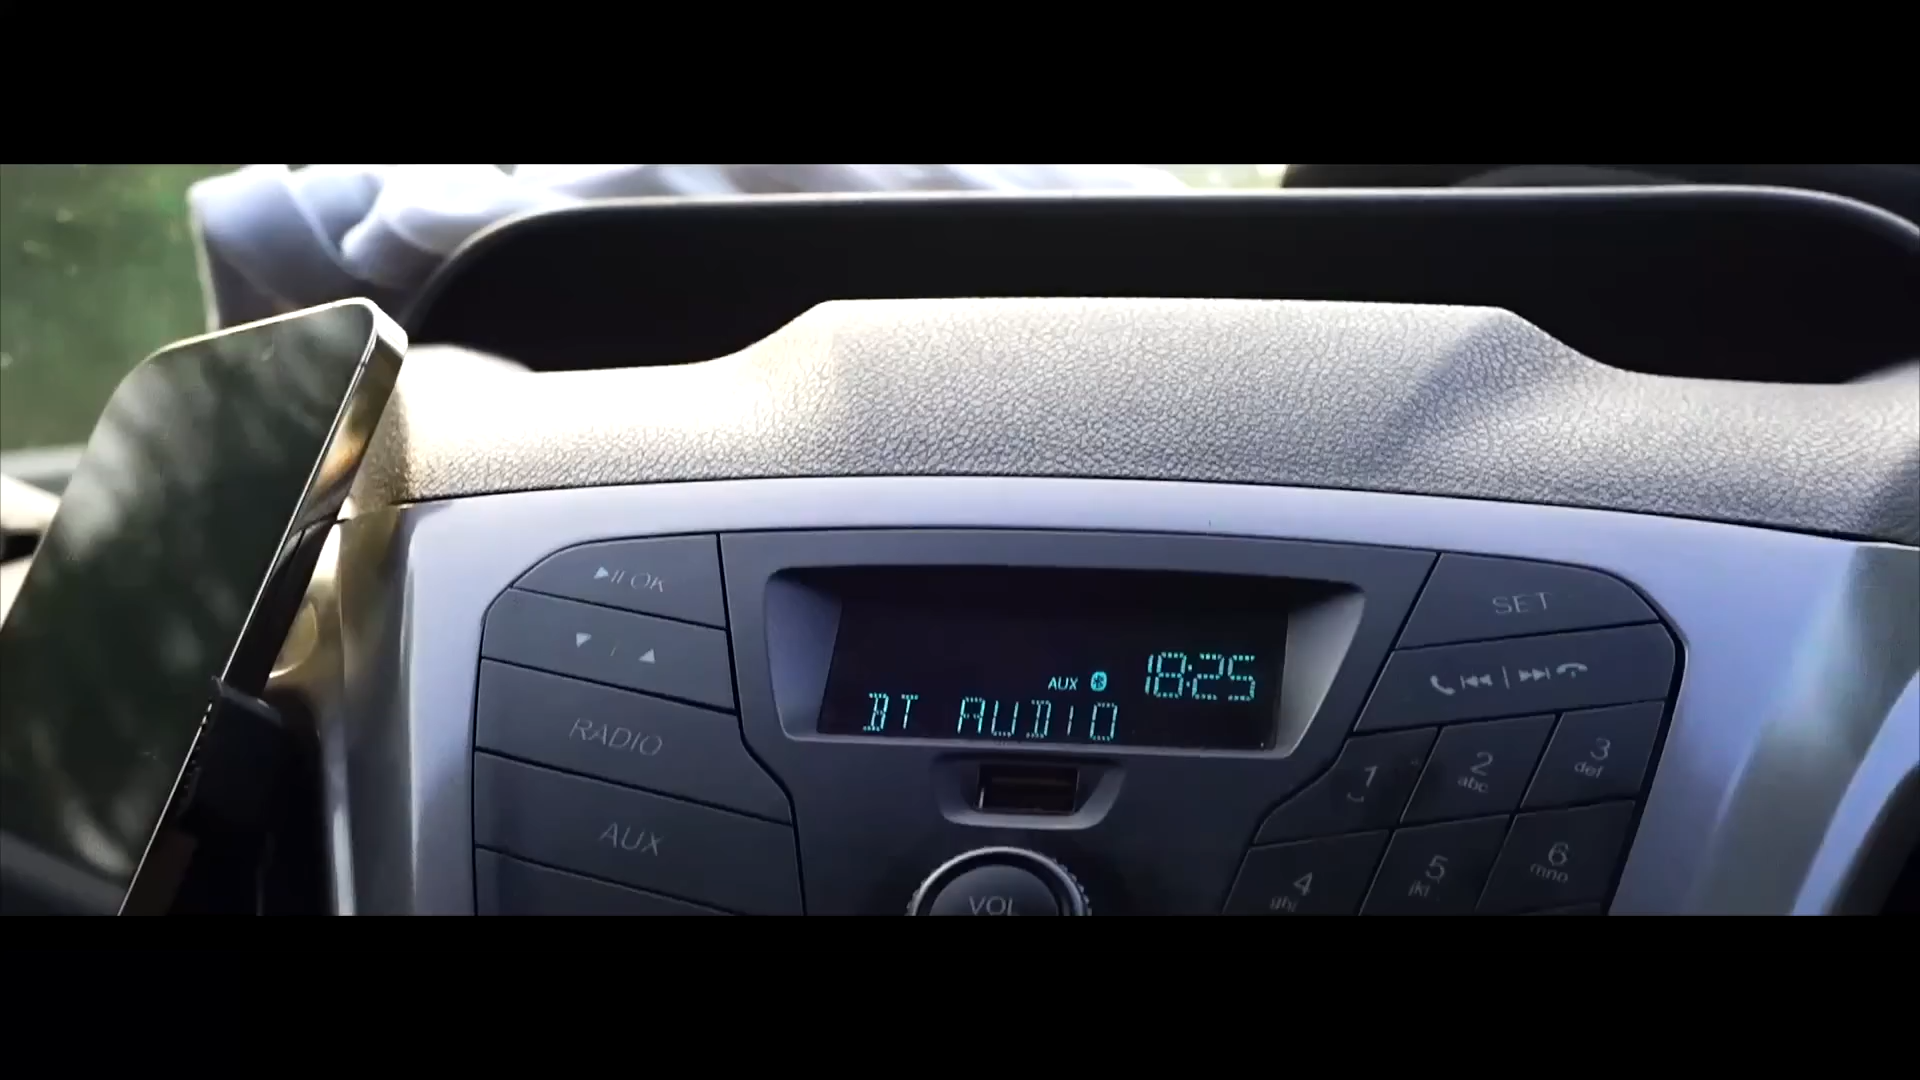 OK
SET
AUX 18:25
BT AUDIO
RADIO
AUX
VOL
1
2 abc
3 def
4 ghi
5 jkl
6 mno